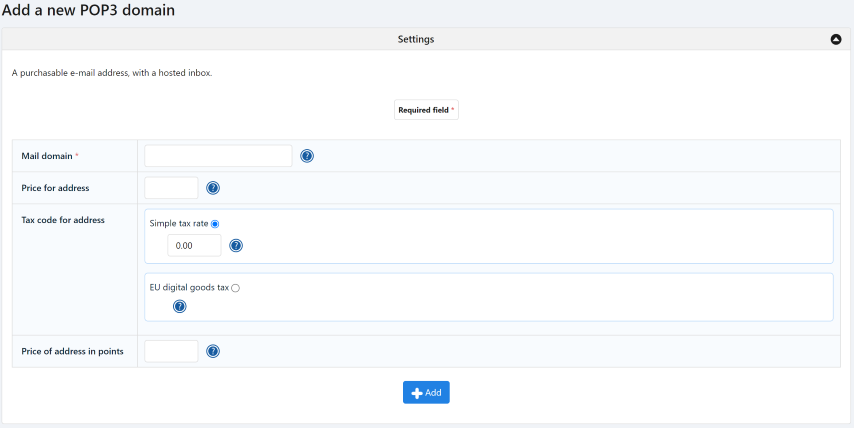 Add a new POP3 domain
Settings
A purchasable e-mail address, with a hosted inbox.
Required field *
Mail domain *
?
Price for address
?
Tax code for address
Simple tax rate
0.00
?
EU digital goods tax
?
Price of address in points
?
Add